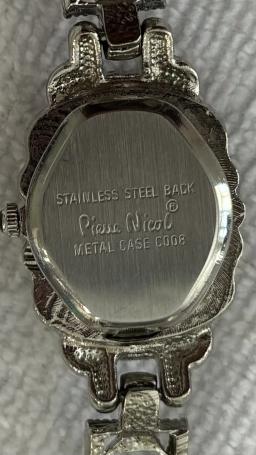 STAINLESS STEEL BACK
Pierre Nicol®
METAL CASE C008